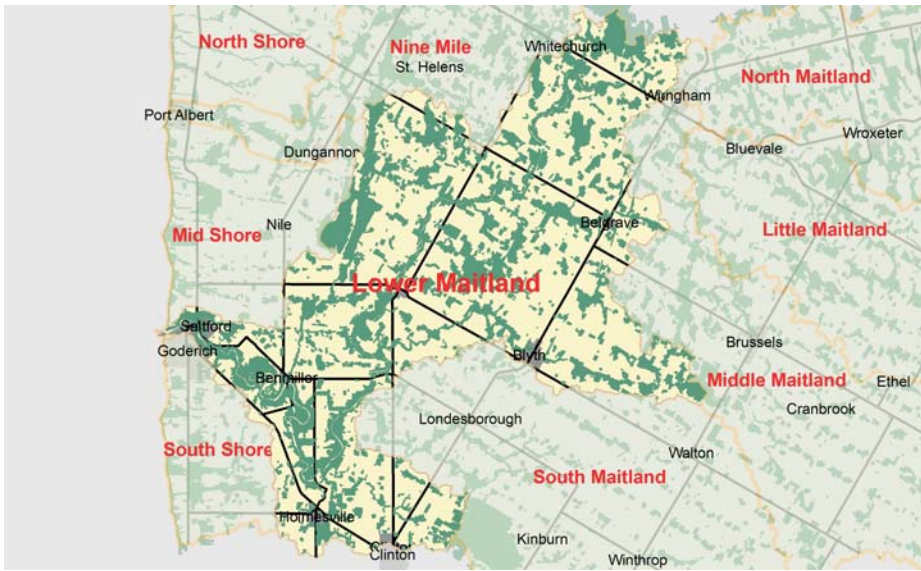 North Shore
Nine Mile
St. Helens
Whitechurch
North Maitland
Wingham
Port Albert
Wroxeter
Dungannon
Bluevale
Nile
Belgrave
Mid Shore
Little Maitland
Lower Maitland
Saltford
Goderich
Brussels
Blyth
Benmiller
Middle Maitland
Ethel
Cranbrook
Londesborough
South Shore
Walton
South Maitland
Holmesville
Kinburn
Clinton
Winthrop